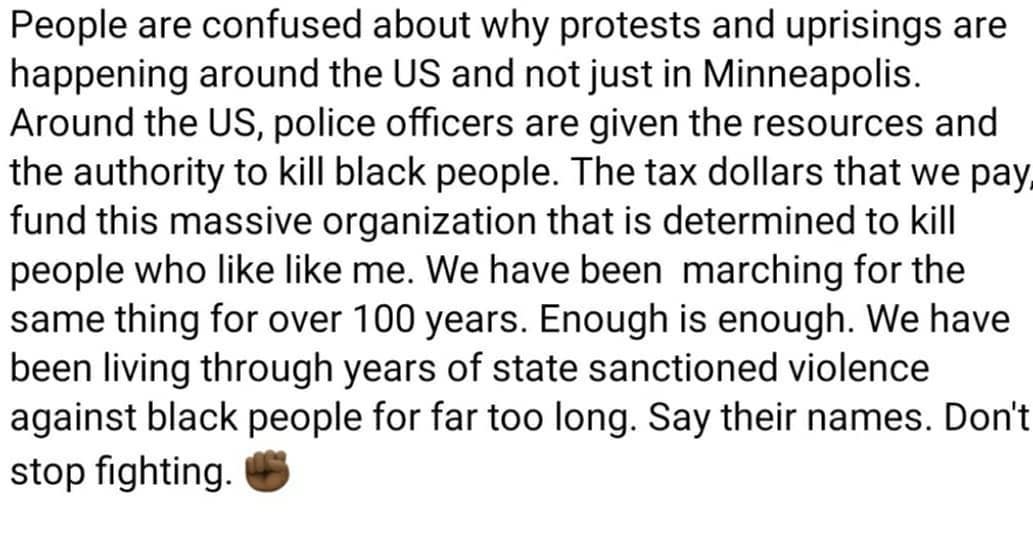 People are confused about why protests and uprisings are
happening around the US and not just in Minneapolis.
Around the US, police officers are given the resources and
the authority to kill black people. The tax dollars that we pay,
fund this massive organization that is determined to kill
people who like like me. We have been  marching for the
same thing for over 100 years. Enough is enough. We have
been living through years of state sanctioned violence
against black people for far too long. Say their names. Don't
stop fighting. ✊🏾